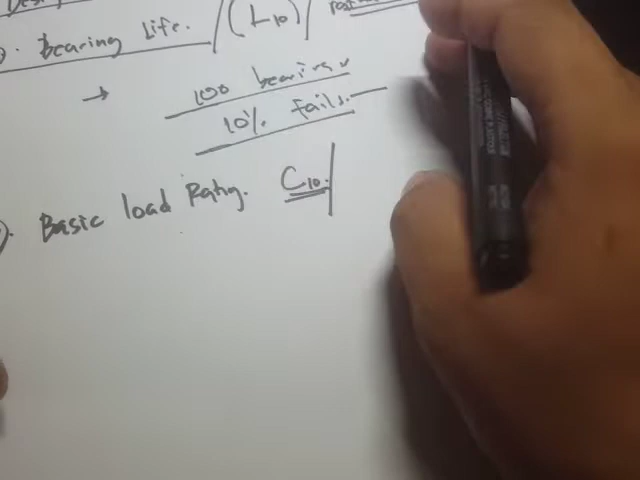 . Bearing Life. (L10)
→ 100 bearing
10% fails.
). Basic load Rating. C10.